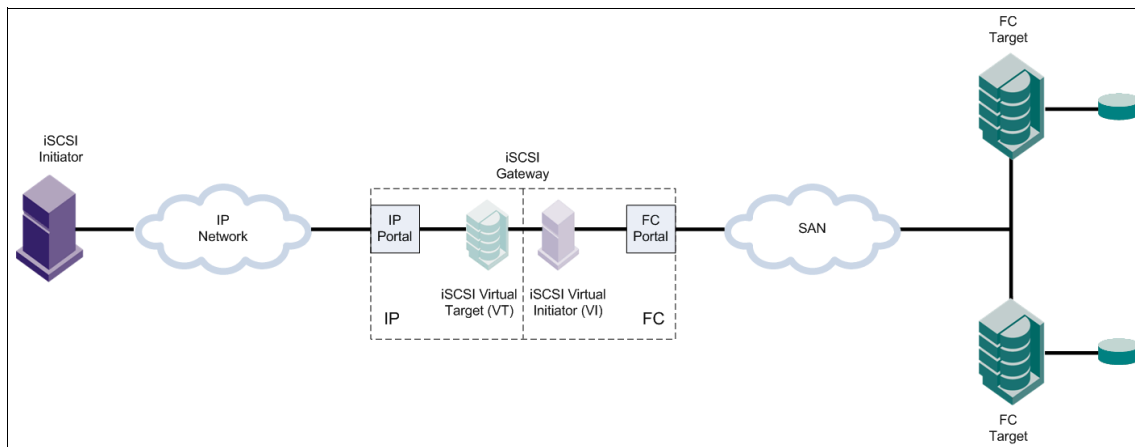 FC
Target
iSCSI
Initiator
iSCSI
Gateway
IP
Network
IP
Portal
FC
Portal
SAN
iSCSI Virtual
Target (VT)
iSCSI Virtual
Initiator (VI)
IP
FC
FC
Target